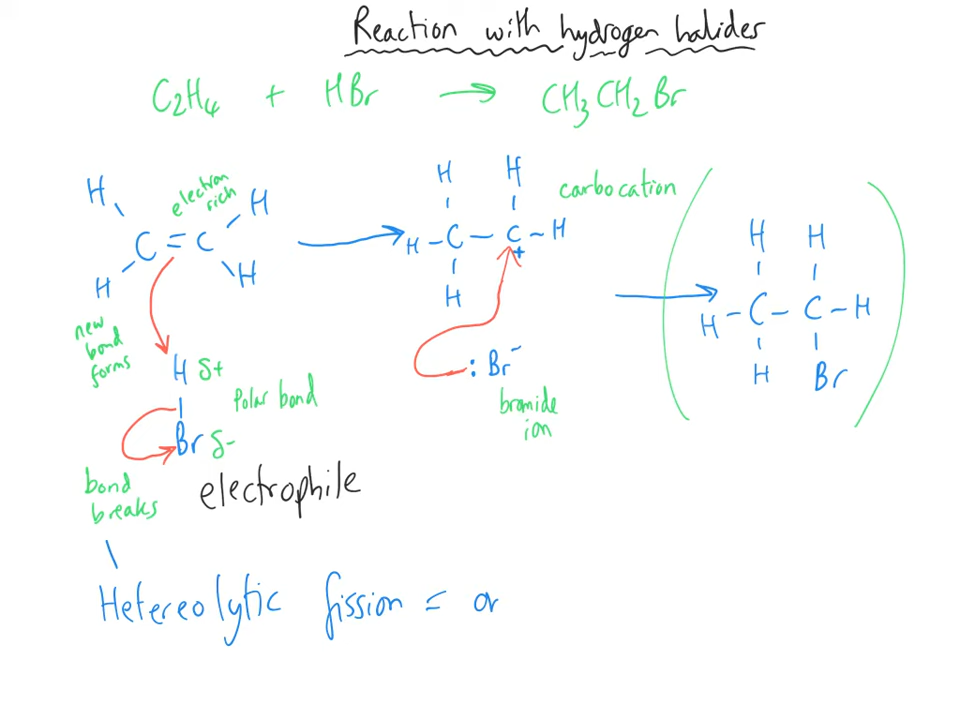 Reaction with hydrogen halides
C2H4 + HBr → CH3CH2Br
H
electron rich
H
C = C
H
H
new bond forms
H δ+
Polar bond
Br δ-
bond breaks
electrophile
H
H
carbocation
H - C - C - H
+
H
: Br-
bromide ion
H
H
H - C - C - H
H
Br
Hetereolytic fission = or